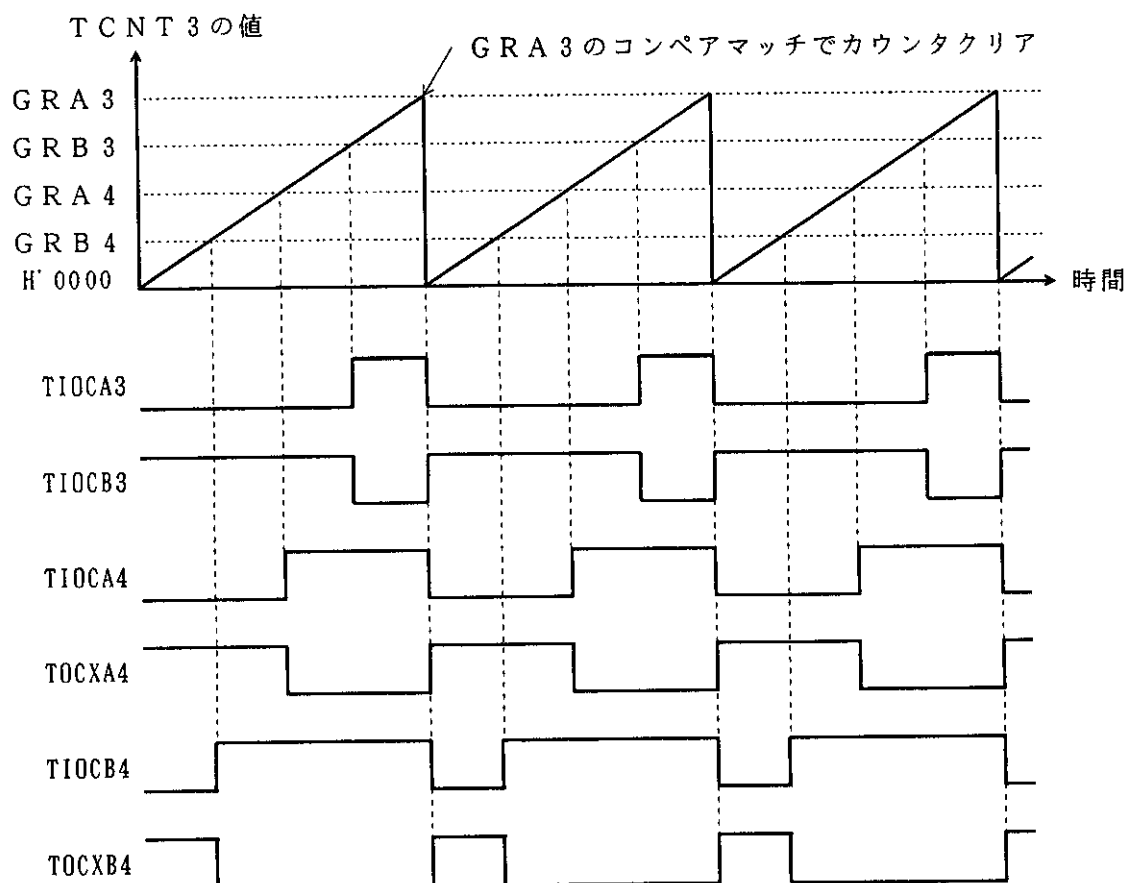 TCNT3の値
GRA3のコンペアマッチでカウンタクリア
GRA3
GRB3
GRA4
GRB4
H'0000
時間
TIOCA3
TIOCB3
TIOCA4
TOCXA4
TIOCB4
TOCXB4